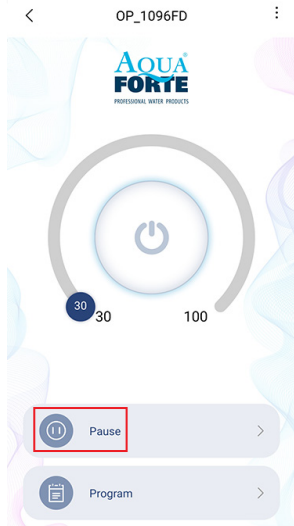 OP_1096FD
AQUA®
FORTE
PROFESSIONAL WATER PRODUCTS
30
30
100
Pause
Program